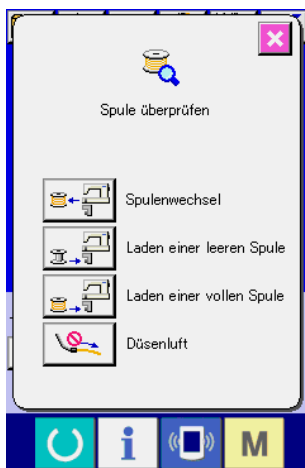 Spule überprüfen
Spulenwechsel
Laden einer leeren Spule
Laden einer vollen Spule
Düsenluft
M